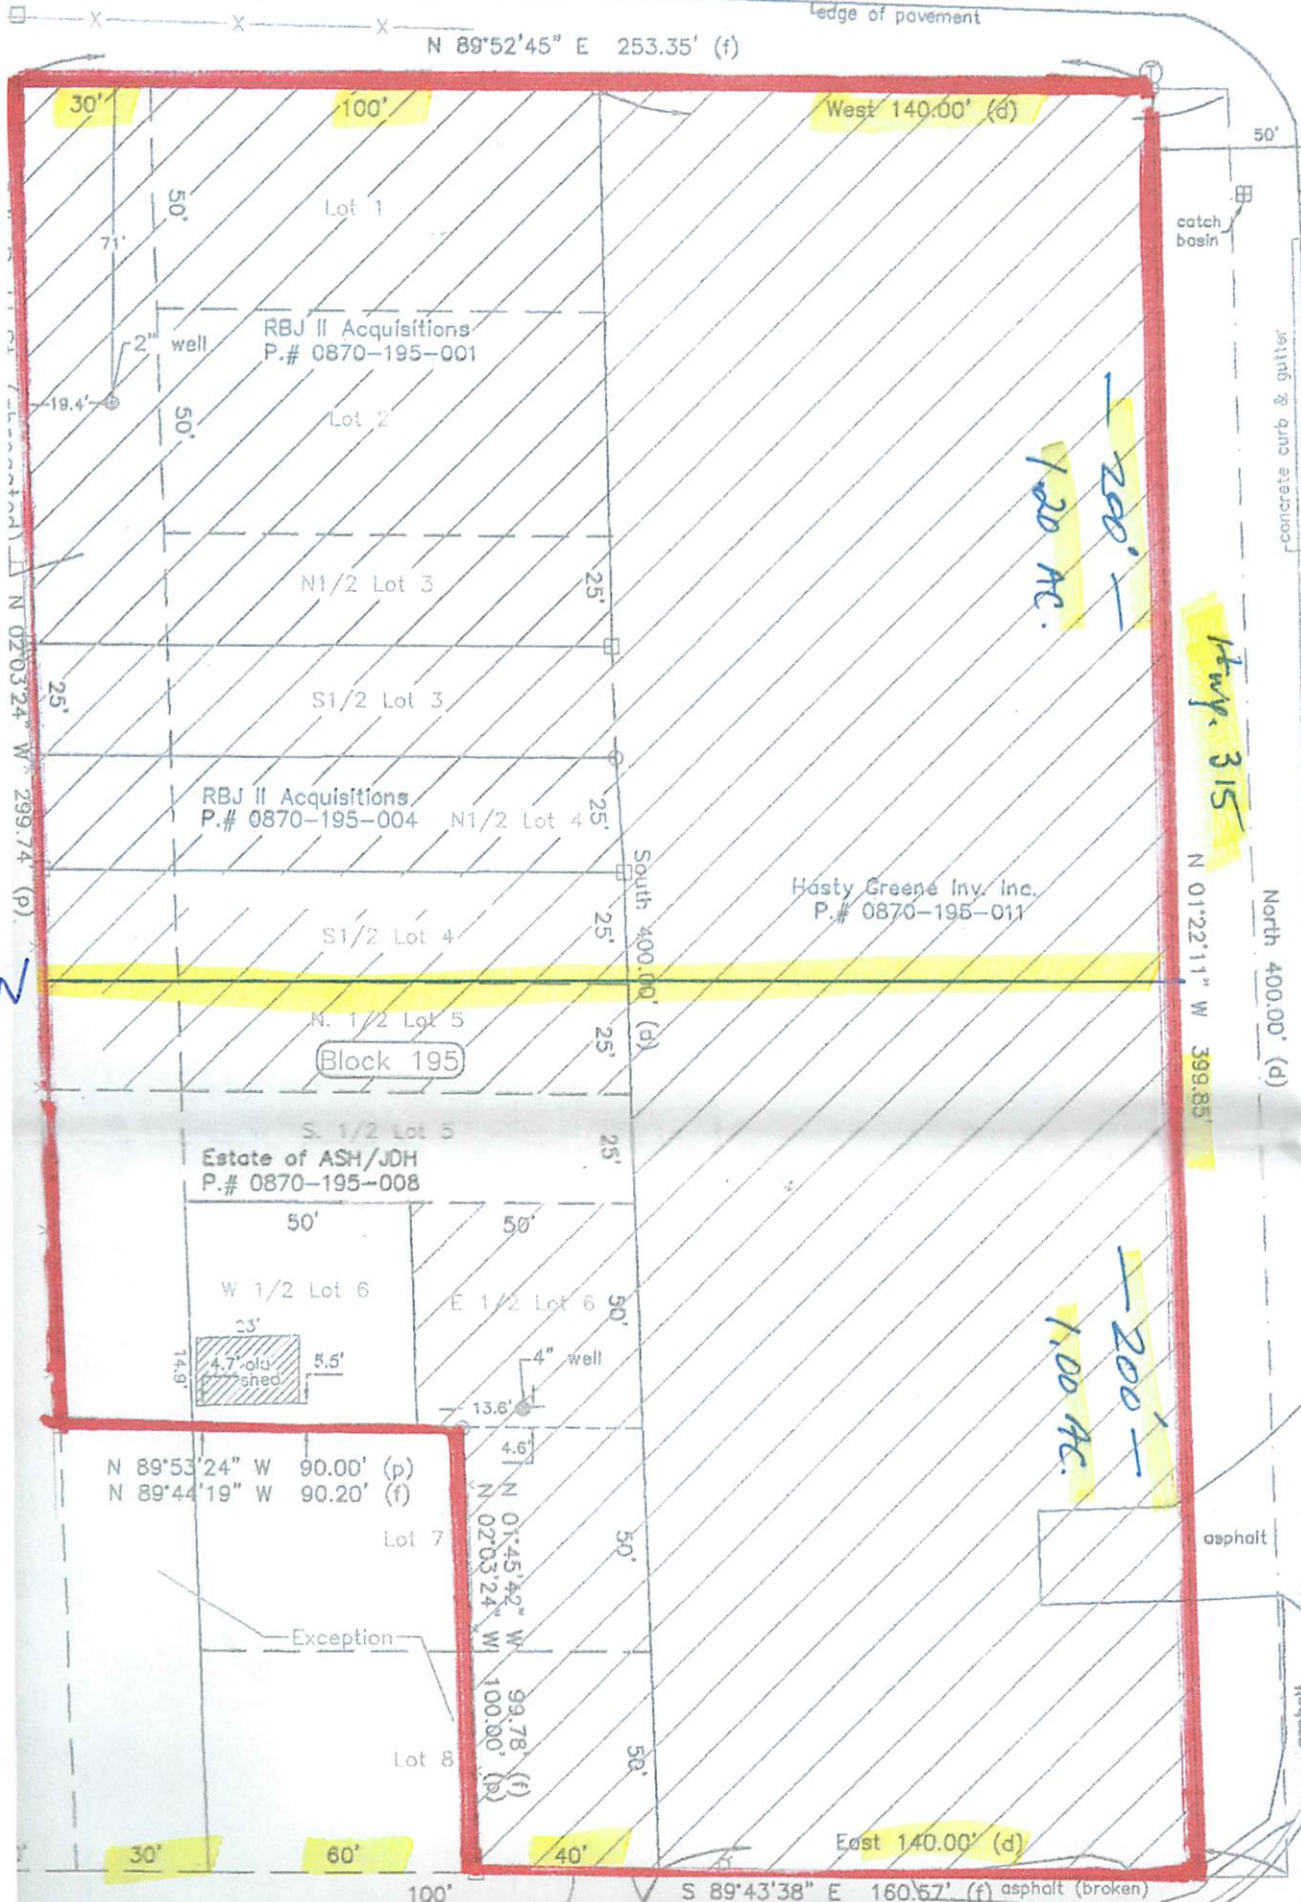 edge of pavement
N 89°52'45" E 253.35' (f)
30'
100'
West 140.00' (d)
50'
catch
basin
50'
Lot 1
71'
RBJ II Acquisitions
P.# 0870-195-001
2" well
19.4'
50'
Lot 2
concrete curb & gutter
200'
1.20 AC.
N1/2 Lot 3
25'
Hwy. 315
N 02°03'24" W 299.74' (p)
25'
S1/2 Lot 3
RBJ II Acquisitions
P.# 0870-195-004
N1/2 Lot 4
25'
South 400.00' (d)
Hasty Greene Inv. Inc.
P.# 0870-195-011
N 01°22'11" W 399.85'
North 400.00' (d)
S1/2 Lot 4
25'
N. 1/2 Lot 5
25'
Block 195
S. 1/2 Lot 5
25'
Estate of ASH/JDH
P.# 0870-195-008
50'
50'
W 1/2 Lot 6
E 1/2 Lot 6
50'
200'
1.00 AC.
4.7'
old
shed
5.5'
14.9'
4" well
13.6'
4.6'
N 89°53'24" W 90.00' (p)
N 89°44'19" W 90.20' (f)
Lot 7
N 01°45'42" W 99.78' (f)
N 02°03'24" W 100.00' (p)
50'
asphalt
Exception
Lot 8
50'
30'
60'
40'
East 140.00' (d)
100'
S 89°43'38" E 160.57' (f)
asphalt (broken)